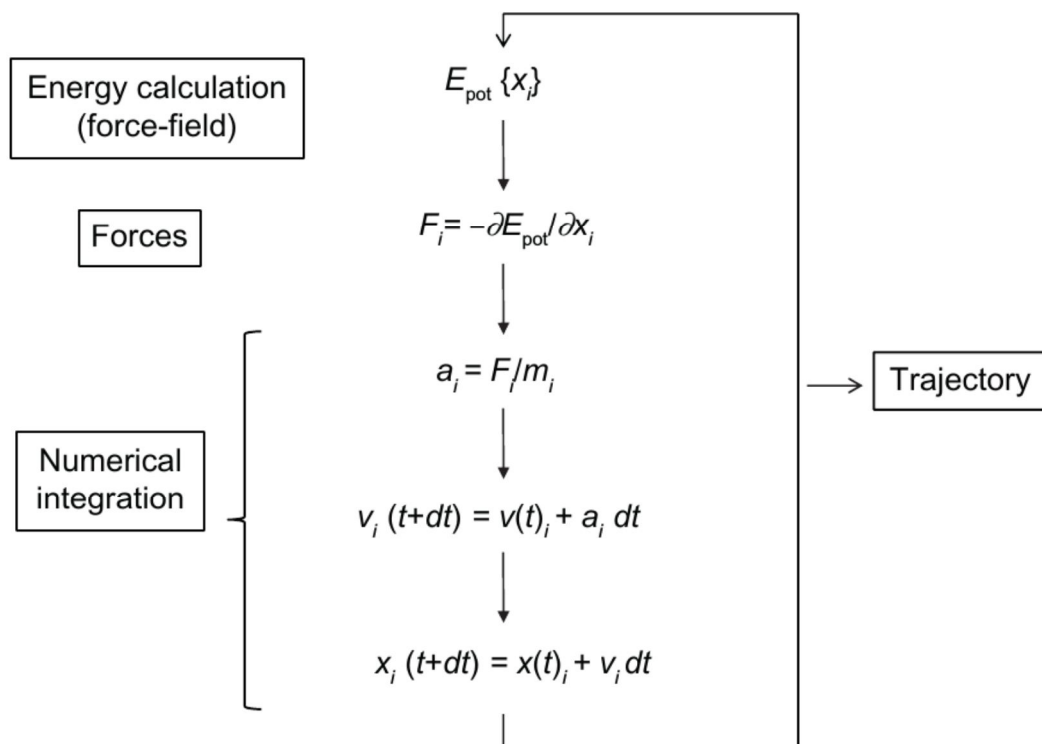 Energy calculation
(force-field)
E_pot {x_i}
Forces
F_i= −∂E_pot/∂x_i
a_i = F_i/m_i
Trajectory
Numerical
integration
v_i (t+dt) = v(t)_i + a_i dt
x_i (t+dt) = x(t)_i + v_i dt